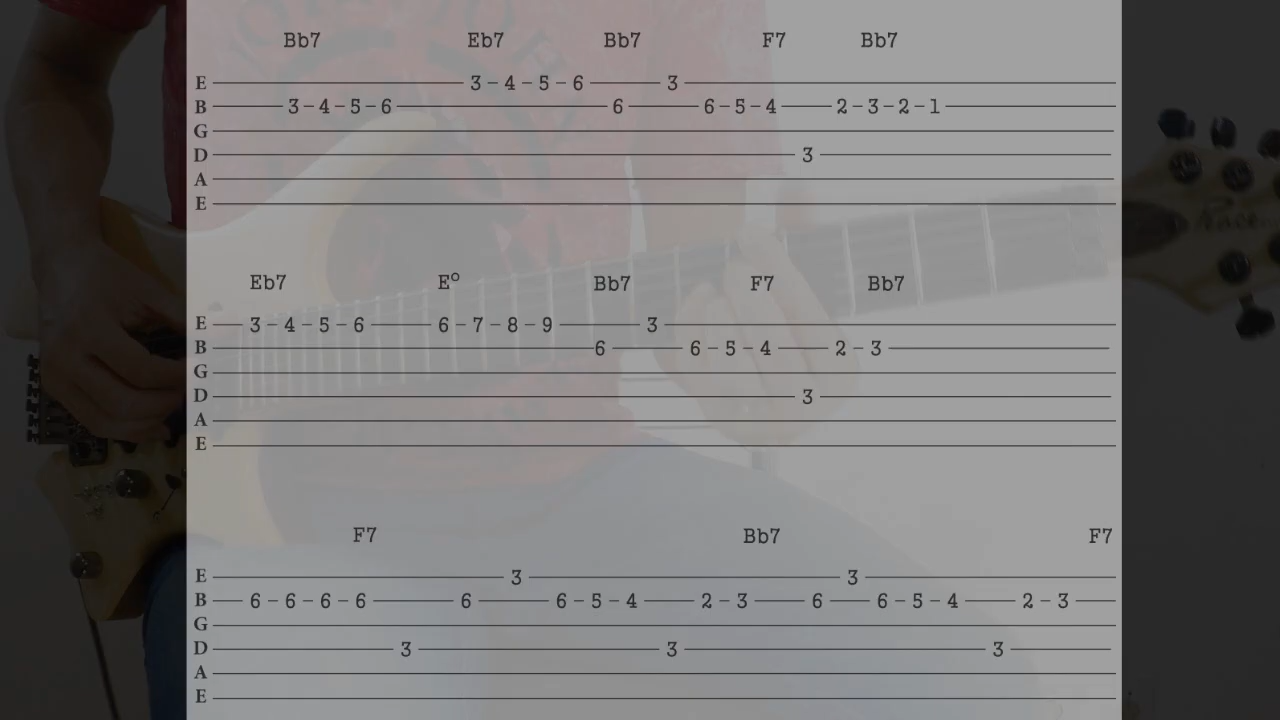 Bb7 Eb7 Bb7 F7 Bb7
E 3-4-5-6 3
B 3-4-5-6 6 6-5-4 2-3-2-1
G
D 3
A
E
Eb7 E° Bb7 F7 Bb7
E 3-4-5-6 6-7-8-9 3
B 6 6-5-4 2-3
G
D 3
A
E
F7 Bb7 F7
E 3 3
B 6-6-6-6 6 6-5-4 2-3 6 6-5-4 2-3
G
D 3 3 3
A
E